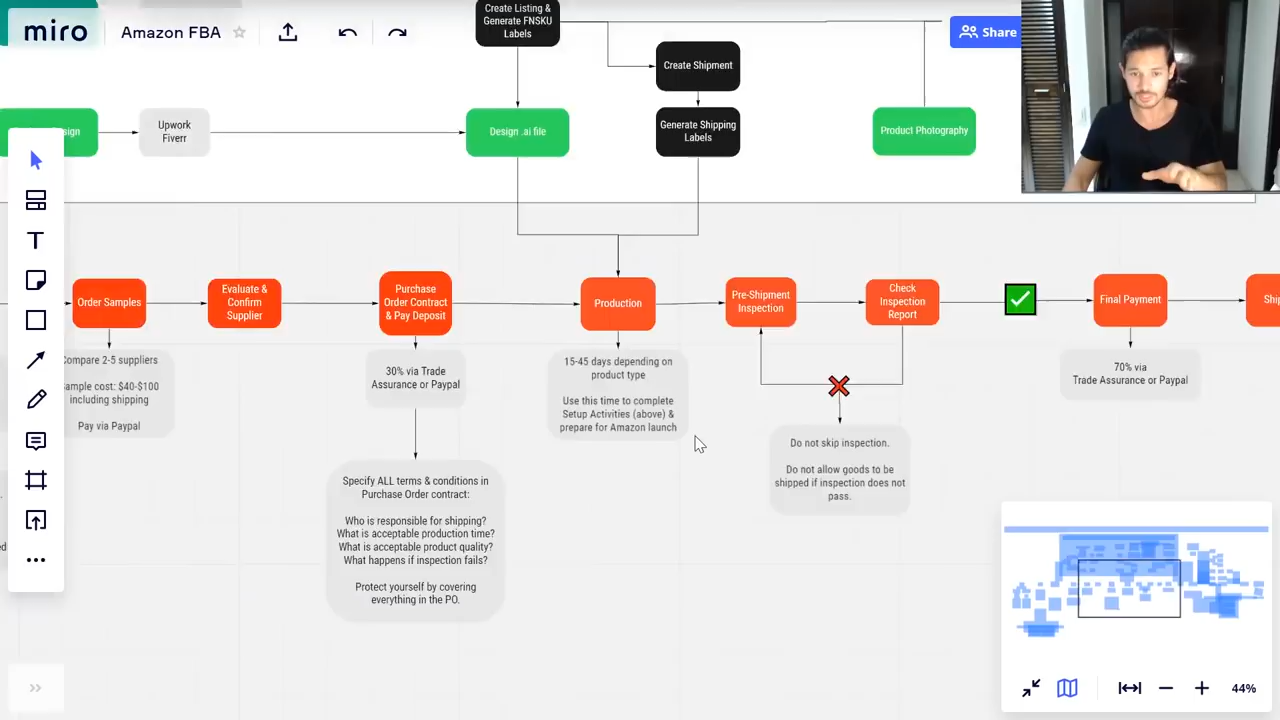 miro
Amazon FBA
Share
Create Listing &
Generate FNSKU
Labels
Create Shipment
Design
Upwork
Fiverr
Design .ai file
Generate Shipping
Labels
Product Photography
Order Samples
Evaluate &
Confirm
Supplier
Purchase
Order Contract
& Pay Deposit
Production
Pre-Shipment
Inspection
Check
Inspection
Report
Final Payment
Compare 2-5 suppliers
Sample cost: $40-$100
including shipping
Pay via Paypal
30% via Trade
Assurance or Paypal
15-45 days depending on
product type
Use this time to complete
Setup Activities (above) &
prepare for Amazon launch
70% via
Trade Assurance or Paypal
Do not skip inspection.
Do not allow goods to be
shipped if inspection does not
pass.
Specify ALL terms & conditions in
Purchase Order contract:
Who is responsible for shipping?
What is acceptable production time?
What is acceptable product quality?
What happens if inspection fails?
Protect yourself by covering
everything in the PO.
44%